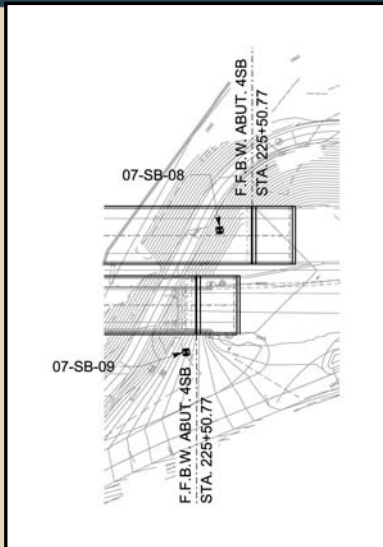 F.F.B.W. ABUT. 4SB
STA. 225+50.77
07-SB-08
07-SB-09
F.F.B.W. ABUT. 4SB
STA. 225+50.77